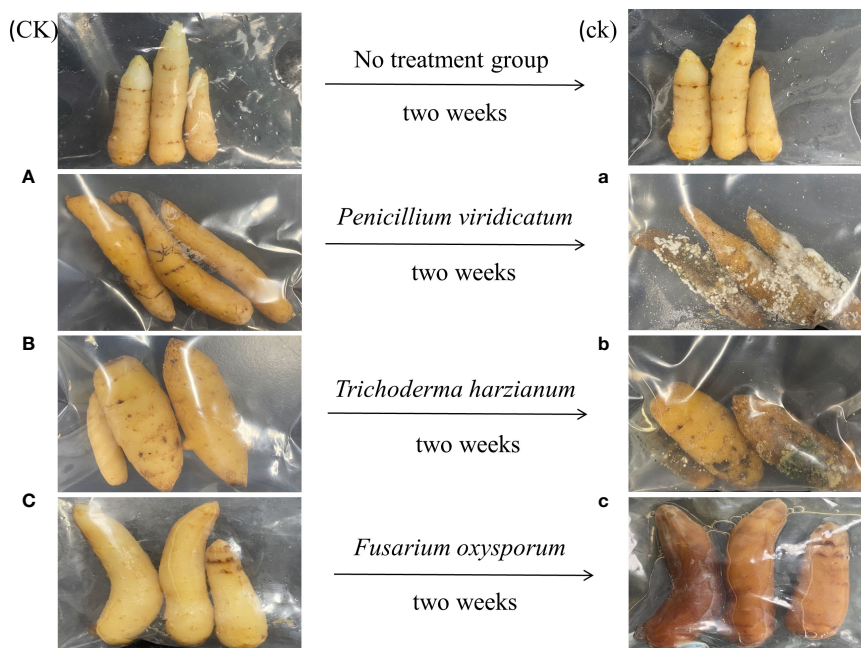 (CK)
No treatment group
two weeks
(ck)
A
Penicillium viridicatum
two weeks
a
B
Trichoderma harzianum
two weeks
b
C
Fusarium oxysporum
two weeks
c